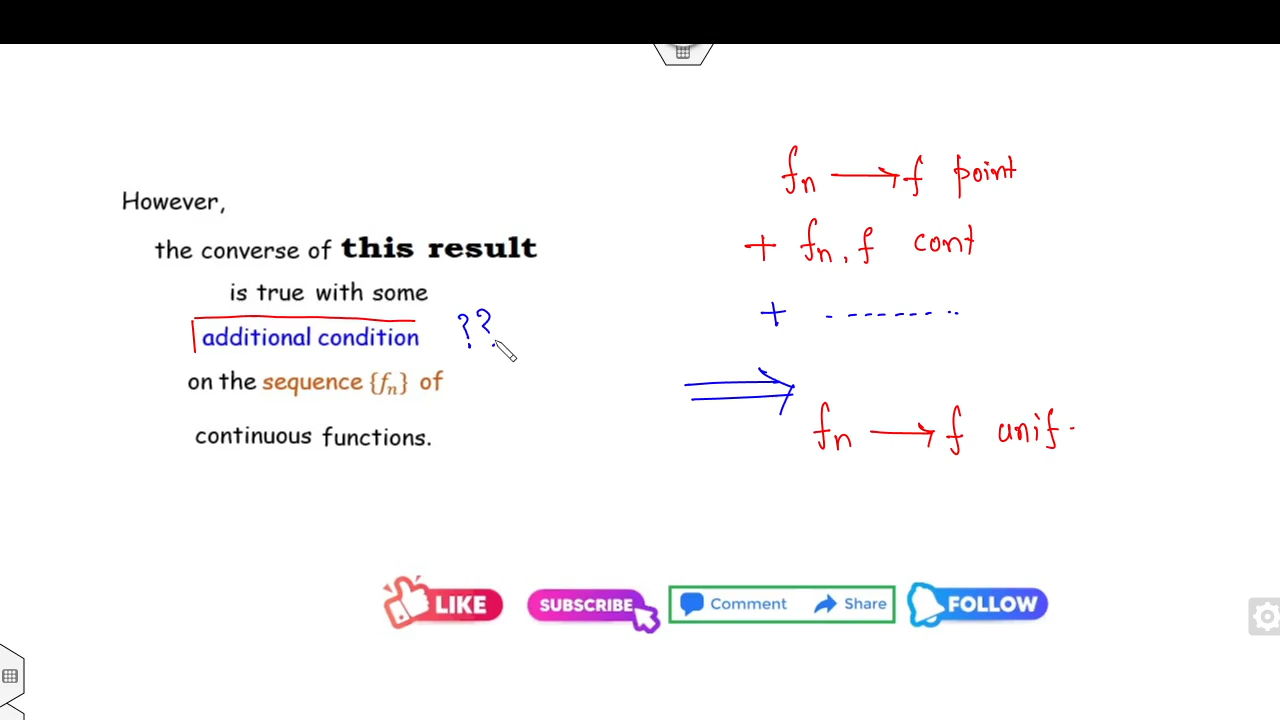 However,
the converse of this result
is true with some
additional condition ??
on the sequence {fₙ} of
continuous functions.
fₙ ⟶ f point
+ fₙ, f cont
+ . ------- ..
⟹
fₙ ⟶ f unif.
LIKE
SUBSCRIBE
Comment Share
FOLLOW